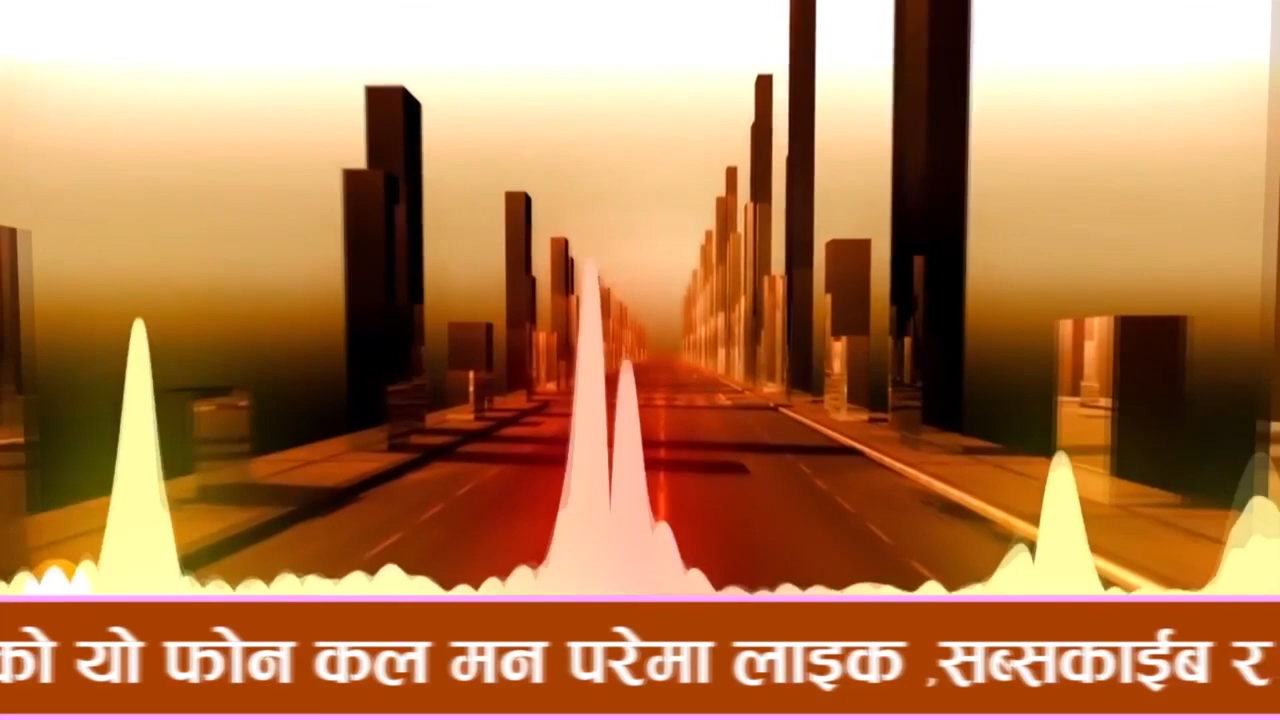 को यो फोन कल मन परेमा लाइक ,सब्सकाईब र